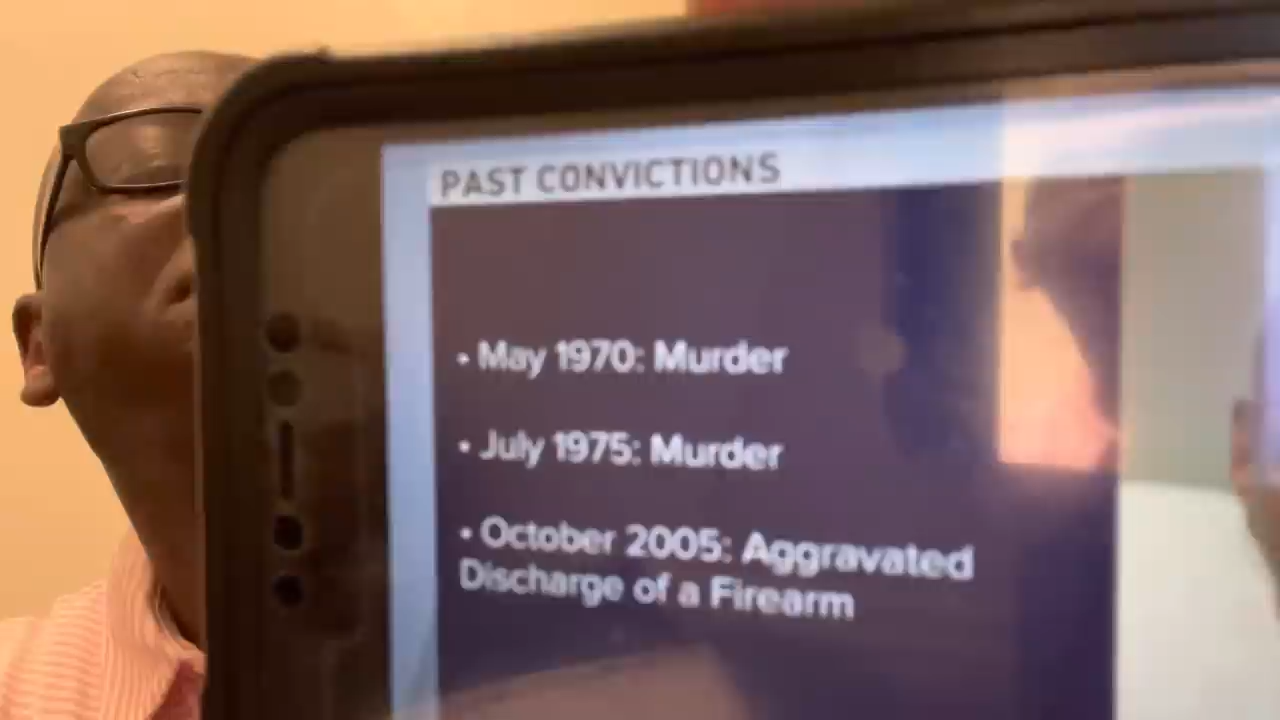 PAST CONVICTIONS
• May 1970: Murder
• July 1975: Murder
• October 2005: Aggravated
Discharge of a Firearm